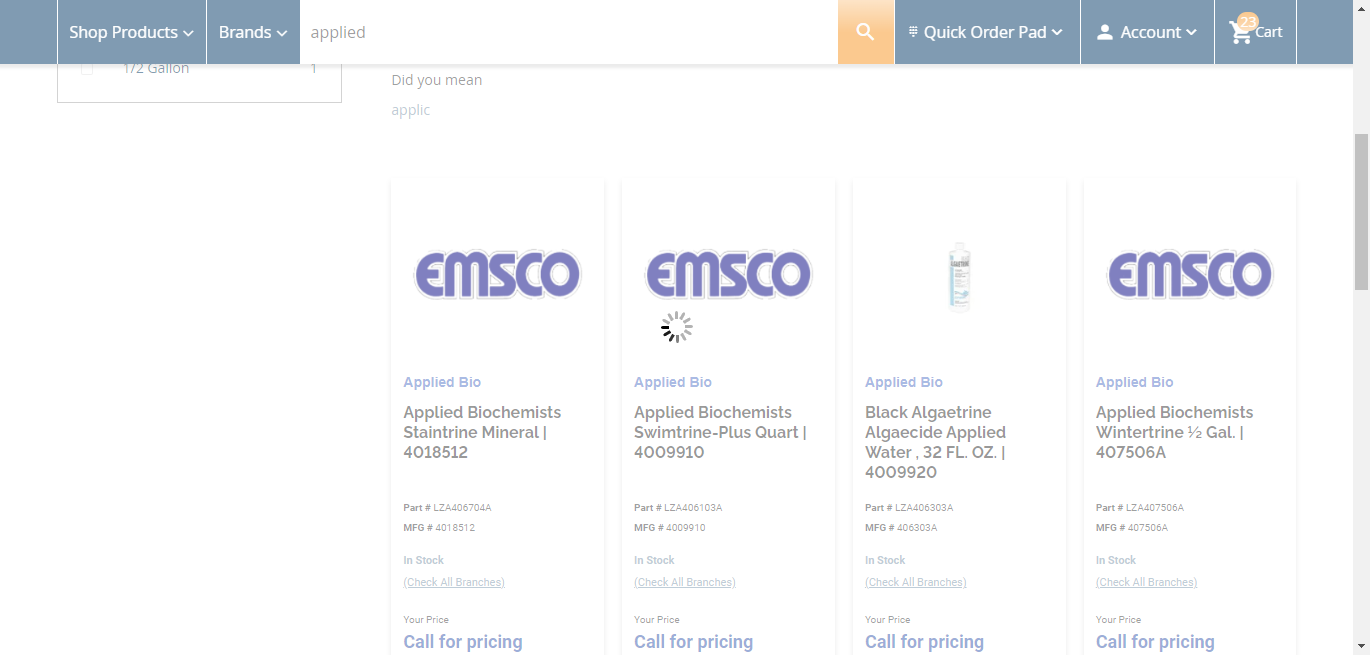 Shop Products
Brands
applied
Quick Order Pad
Account
23
Cart
1/2 Gallon 1
Did you mean
applic
EMSCO
EMSCO
EMSCO
Applied Bio
Applied Biochemists
Staintrine Mineral |
4018512
Part # LZA406704A
MFG # 4018512
In Stock
(Check All Branches)
Your Price
Call for pricing
Applied Bio
Applied Biochemists
Swimtrine-Plus Quart |
4009910
Part # LZA406103A
MFG # 4009910
In Stock
(Check All Branches)
Your Price
Call for pricing
Applied Bio
Black Algaetrine
Algaecide Applied
Water , 32 FL. OZ. |
4009920
Part # LZA406303A
MFG # 406303A
In Stock
(Check All Branches)
Your Price
Call for pricing
Applied Bio
Applied Biochemists
Wintertrine ½ Gal. |
407506A
Part # LZA407506A
MFG # 407506A
In Stock
(Check All Branches)
Your Price
Call for pricing